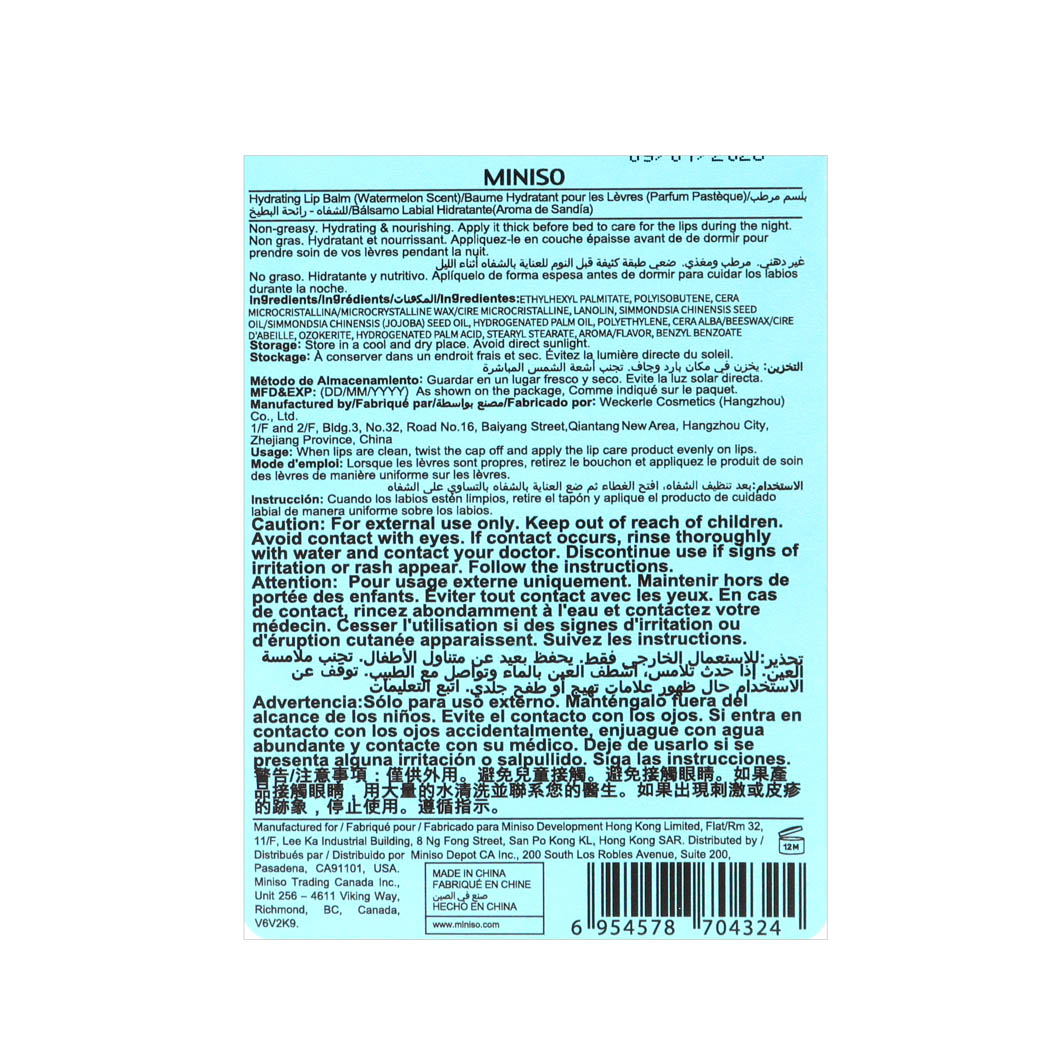 MINISO
Hydrating Lip Balm (Watermelon Scent)/Baume Hydratant pour les Lèvres (Parfum Pastèque)/بلسم مرطب
للشفاه - رائحة البطيخ/Bálsamo Labial Hidratante(Aroma de Sandía)
Non-greasy. Hydrating & nourishing. Apply it thick before bed to care for the lips during the night.
Non gras. Hydratant et nourrissant. Appliquez-le en couche épaisse avant de de dormir pour
prendre soin de vos lèvres pendant la nuit.
غير دهني. مرطب ومغذي. ضعي طبقة كثيفة قبل النوم للعناية بالشفاه أثناء الليل
No graso. Hidratante y nutritivo. Aplíquelo de forma espesa antes de dormir para cuidar los labios
durante la noche.
Ingredients/Ingrédients/المكونات/Ingredientes:ETHYLHEXYL PALMITATE, POLYISOBUTENE, CERA
MICROCRISTALLINA/MICROCRYSTALLINE WAX/CIRE MICROCRISTALLINE, LANOLIN, SIMMONDSIA CHINENSIS SEED
OIL/SIMMONDSIA CHINENSIS (JOJOBA) SEED OIL, HYDROGENATED PALM OIL, POLYETHYLENE, CERA ALBA/BEESWAX/CIRE
D'ABEILLE, OZOKERITE, HYDROGENATED PALM ACID, STEARYL STEARATE, AROMA/FLAVOR, BENZYL BENZOATE
Storage: Store in a cool and dry place. Avoid direct sunlight.
Stockage: À conserver dans un endroit frais et sec. Évitez la lumière directe du soleil.
التخزين: يخزن في مكان بارد وجاف. تجنب أشعة الشمس المباشرة
Método de Almacenamiento: Guardar en un lugar fresco y seco. Evite la luz solar directa.
MFD&EXP: (DD/MM/YYYY) As shown on the package, Comme indiqué sur le paquet.
Manufactured by/Fabriqué par/مصنع بواسطة/Fabricado por: Weckerle Cosmetics (Hangzhou)
Co., Ltd.
1/F and 2/F, Bldg.3, No.32, Road No.16, Baiyang Street,Qiantang New Area, Hangzhou City,
Zhejiang Province, China
Usage: When lips are clean, twist the cap off and apply the lip care product evenly on lips.
Mode d'emploi: Lorsque les lèvres sont propres, retirez le bouchon et appliquez le produit de soin
des lèvres de manière uniforme sur les lèvres.
الاستخدام:بعد تنظيف الشفاه، افتح الغطاء ثم ضع العناية بالشفاه بالتساوي على الشفاه
Instrucción: Cuando los labios estén limpios, retire el tapón y aplique el producto de cuidado
labial de manera uniforme sobre los labios.
Caution: For external use only. Keep out of reach of children.
Avoid contact with eyes. If contact occurs, rinse thoroughly
with water and contact your doctor. Discontinue use if signs of
irritation or rash appear. Follow the instructions.
Attention: Pour usage externe uniquement. Maintenir hors de
portée des enfants. Éviter tout contact avec les yeux. En cas
de contact, rincez abondamment à l'eau et contactez votre
médecin. Cesser l'utilisation si des signes d'irritation ou
d'éruption cutanée apparaissent. Suivez les instructions.
تحذير:للاستعمال الخارجي فقط. يحفظ بعيد عن متناول الأطفال. تجنب ملامسة
العين. إذا حدث تلامس، أشطف العين بالماء وتواصل مع الطبيب. توقف عن
الاستخدام حال ظهور علامات تهيج أو طفح جلدي. اتبع التعليمات
Advertencia:Sólo para uso externo. Manténgalo fuera del
alcance de los niños. Evite el contacto con los ojos. Si entra en
contacto con los ojos accidentalmente, enjuague con agua
abundante y contacte con su médico. Deje de usarlo si se
presenta alguna irritación o salpullido. Siga las instrucciones.
警告/注意事項：僅供外用。避免兒童接觸。避免接觸眼睛。如果產
品接觸眼睛，用大量的水清洗並聯系您的醫生。如果出現刺激或皮疹
的跡象，停止使用。遵循指示。
Manufactured for / Fabriqué pour / Fabricado para Miniso Development Hong Kong Limited, Flat/Rm 32,
11/F, Lee Ka Industrial Building, 8 Ng Fong Street, San Po Kong KL, Hong Kong SAR. Distributed by /
Distribués par / Distribuido por Miniso Depot CA Inc., 200 South Los Robles Avenue, Suite 200,
Pasadena, CA91101, USA.
Miniso Trading Canada Inc.,
Unit 256 – 4611 Viking Way,
Richmond, BC, Canada,
V6V2K9.
12M
MADE IN CHINA
FABRIQUÉ EN CHINE
صنع في الصين
HECHO EN CHINA
www.miniso.com
6 954578 704324